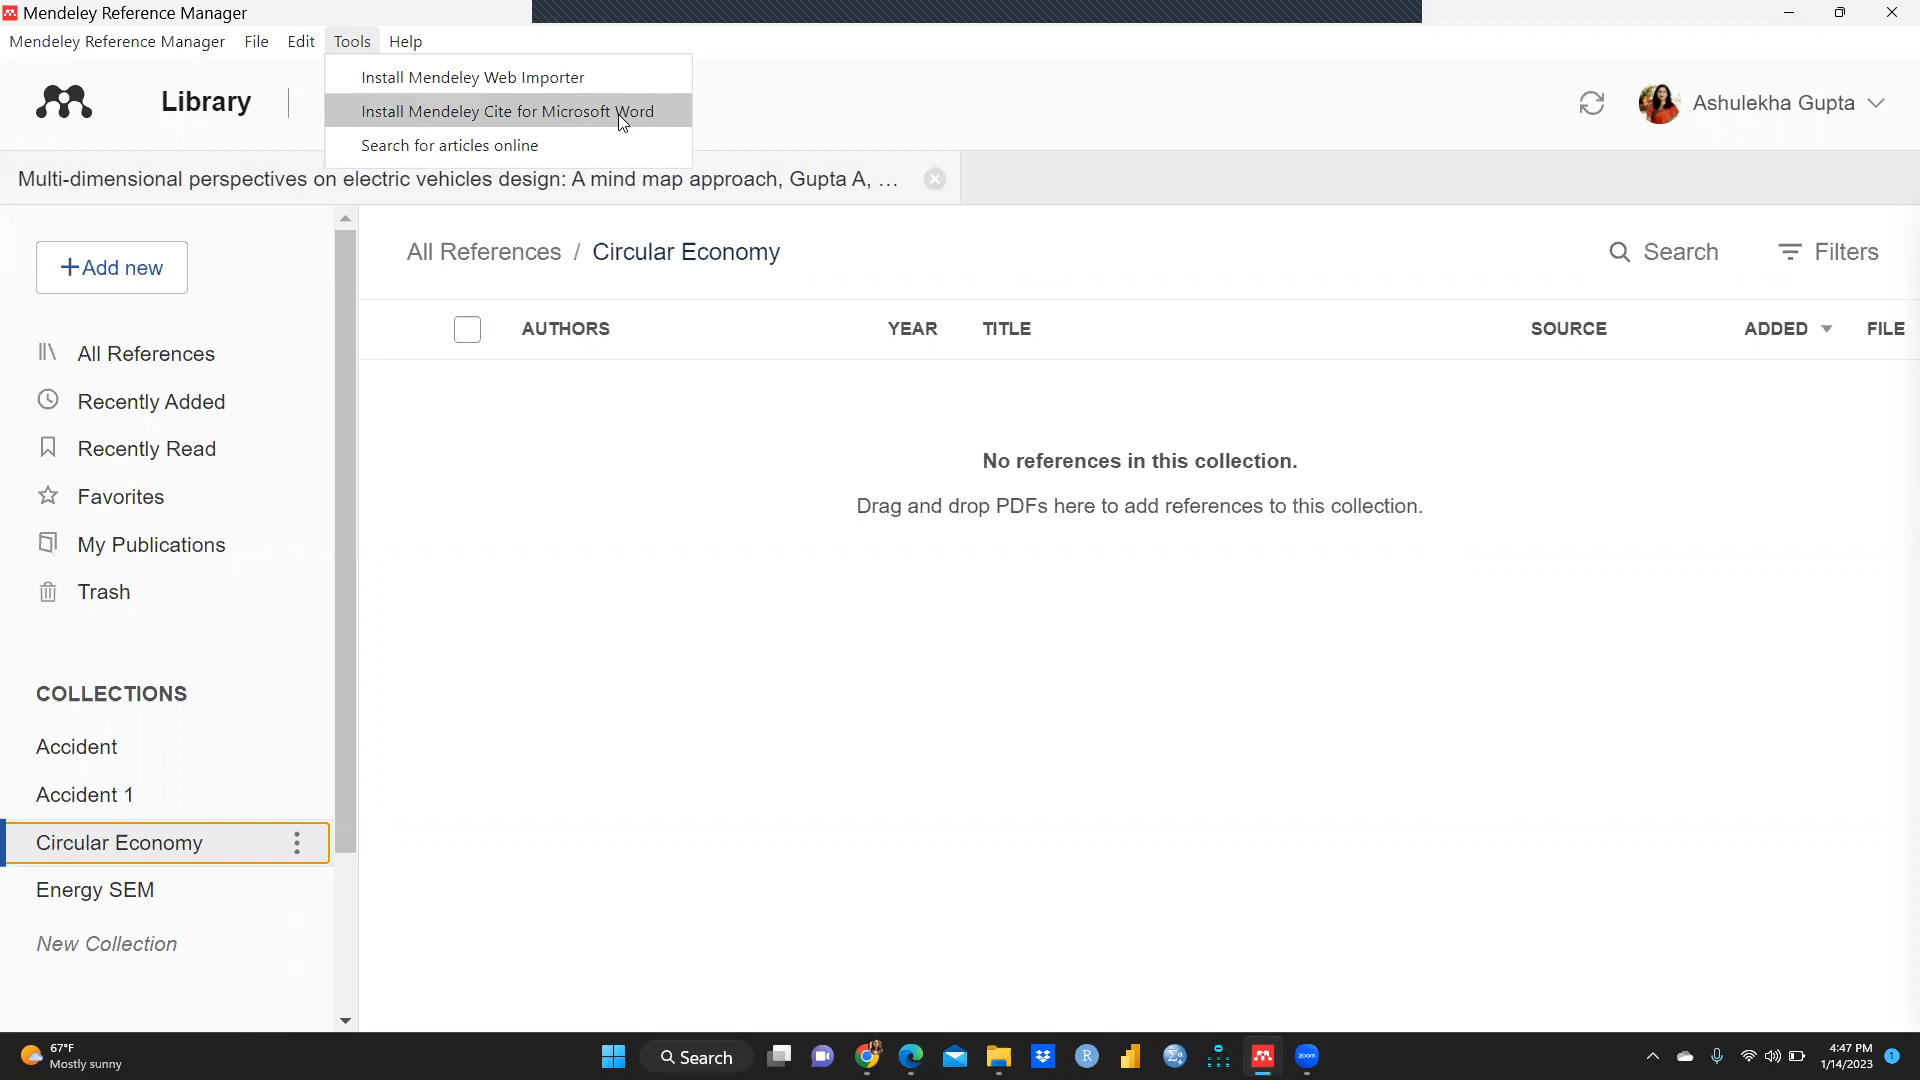 Mendeley Reference Manager
Mendeley Reference Manager File Edit Tools Help
Install Mendeley Web Importer
Install Mendeley Cite for Microsoft Word
Search for articles online
Library
Ashulekha Gupta
Multi-dimensional perspectives on electric vehicles design: A mind map approach, Gupta A, ...
+Add new
All References
Recently Added
Recently Read
Favorites
My Publications
Trash
COLLECTIONS
Accident
Accident 1
Circular Economy
Energy SEM
New Collection
All References / Circular Economy
Search
Filters
AUTHORS YEAR TITLE SOURCE ADDED FILE
No references in this collection.
Drag and drop PDFs here to add references to this collection.
67°F
Mostly sunny
Search
R
zoom
4:47 PM
1/14/2023
1